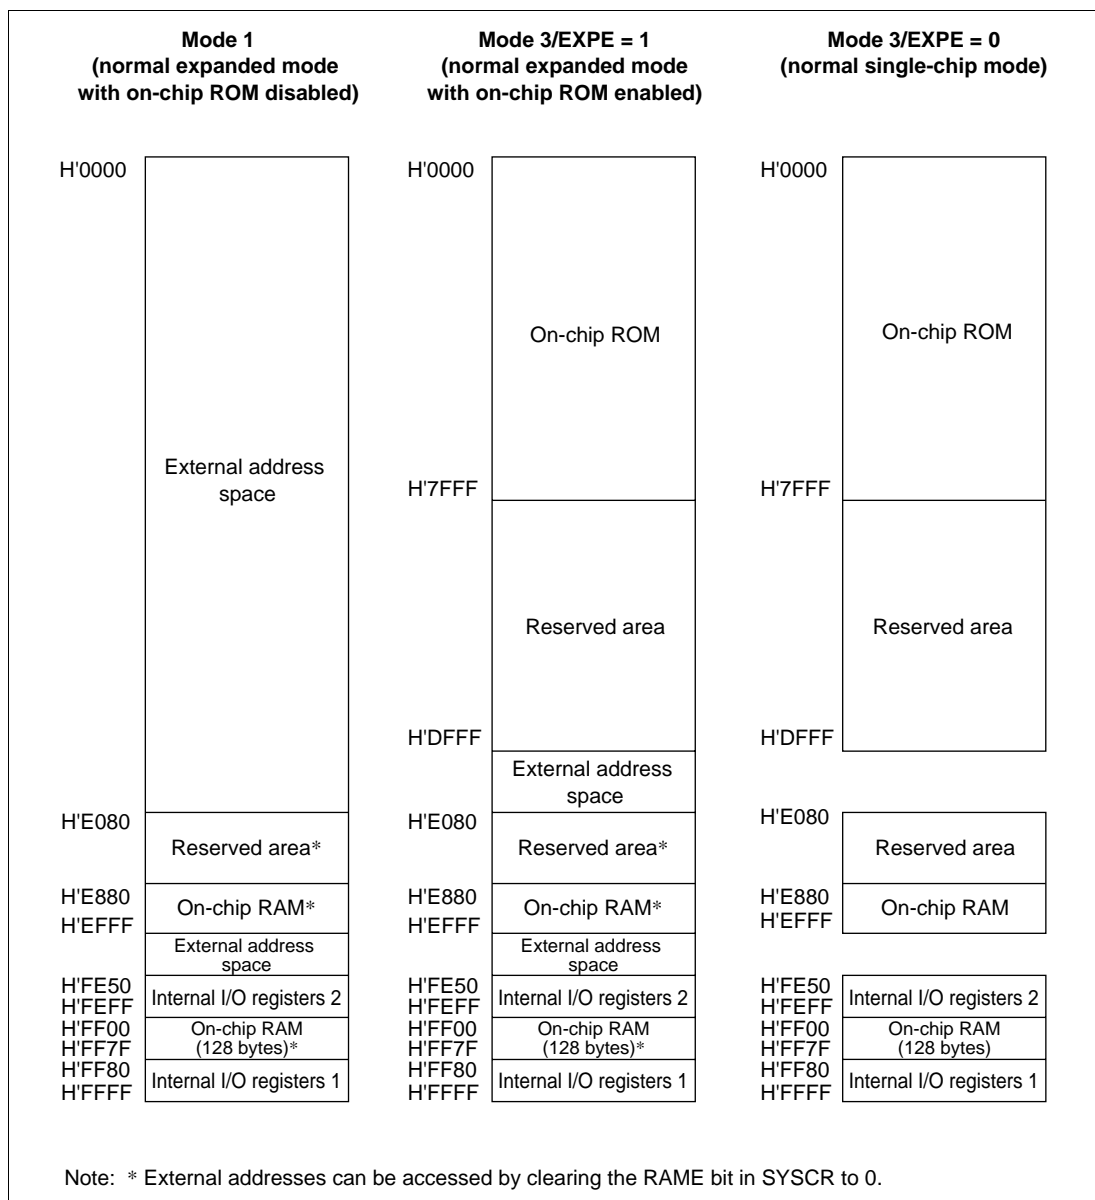 Mode 1
(normal expanded mode
with on-chip ROM disabled)
H'0000
External address
space
H'E080
Reserved area*
H'E880
On-chip RAM*
H'EFFF
External address
space
H'FE50
Internal I/O registers 2
H'FEFF
H'FF00
On-chip RAM
(128 bytes)*
H'FF7F
H'FF80
Internal I/O registers 1
H'FFFF
Mode 3/EXPE = 1
(normal expanded mode
with on-chip ROM enabled)
H'0000
On-chip ROM
H'7FFF
Reserved area
H'DFFF
External address
space
H'E080
Reserved area*
H'E880
On-chip RAM*
H'EFFF
External address
space
H'FE50
Internal I/O registers 2
H'FEFF
H'FF00
On-chip RAM
(128 bytes)*
H'FF7F
H'FF80
Internal I/O registers 1
H'FFFF
Mode 3/EXPE = 0
(normal single-chip mode)
H'0000
On-chip ROM
H'7FFF
Reserved area
H'DFFF
H'E080
Reserved area
H'E880
On-chip RAM
H'EFFF
H'FE50
Internal I/O registers 2
H'FEFF
H'FF00
On-chip RAM
(128 bytes)
H'FF7F
H'FF80
Internal I/O registers 1
H'FFFF
Note: * External addresses can be accessed by clearing the RAME bit in SYSCR to 0.